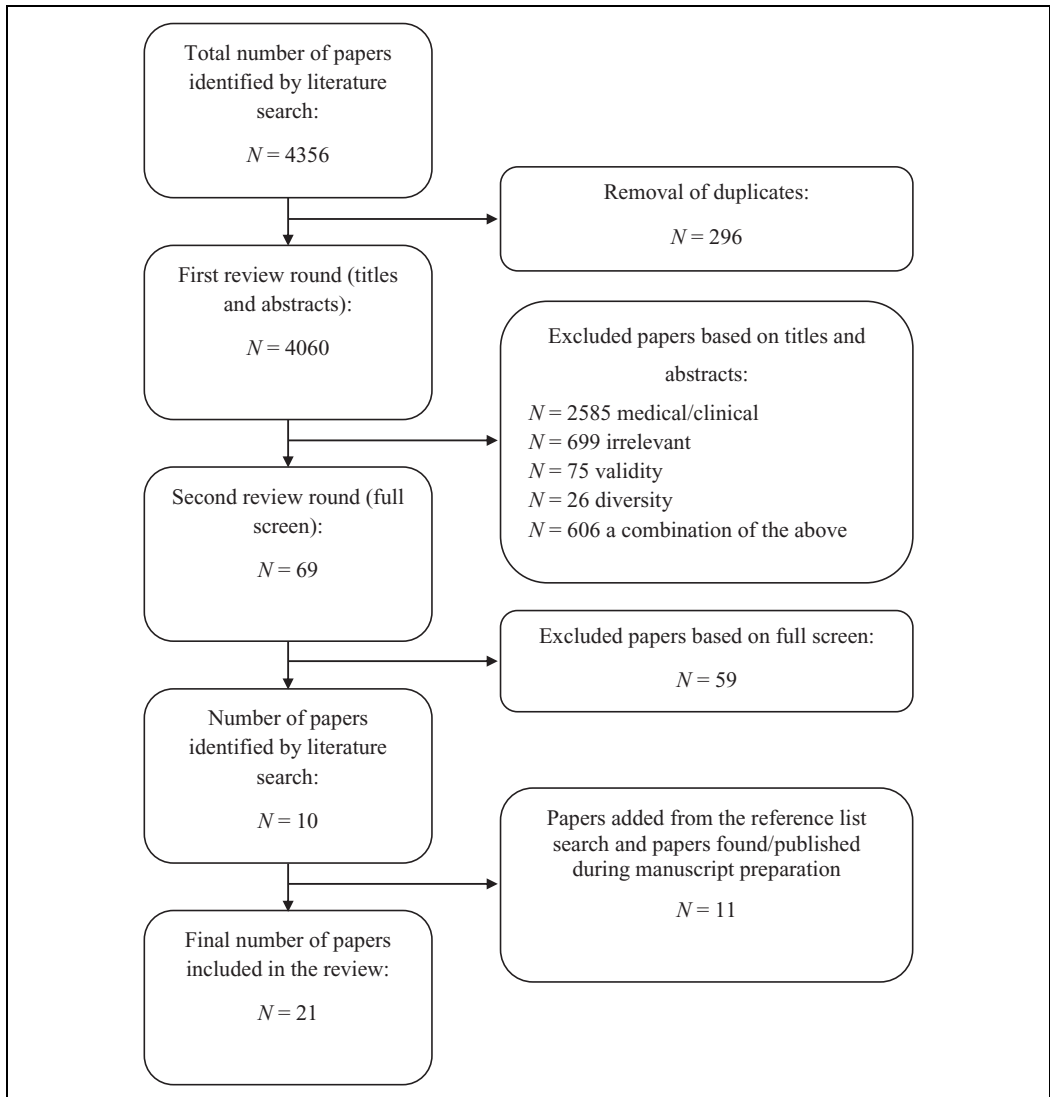 Total number of papers
identified by literature
search:
N = 4356
Removal of duplicates:
N = 296
First review round (titles
and abstracts):
N = 4060
Excluded papers based on titles and
abstracts:
N = 2585 medical/clinical
N = 699 irrelevant
N = 75 validity
N = 26 diversity
N = 606 a combination of the above
Second review round (full
screen):
N = 69
Excluded papers based on full screen:
N = 59
Number of papers
identified by literature
search:
N = 10
Papers added from the reference list
search and papers found/published
during manuscript preparation
N = 11
Final number of papers
included in the review:
N = 21